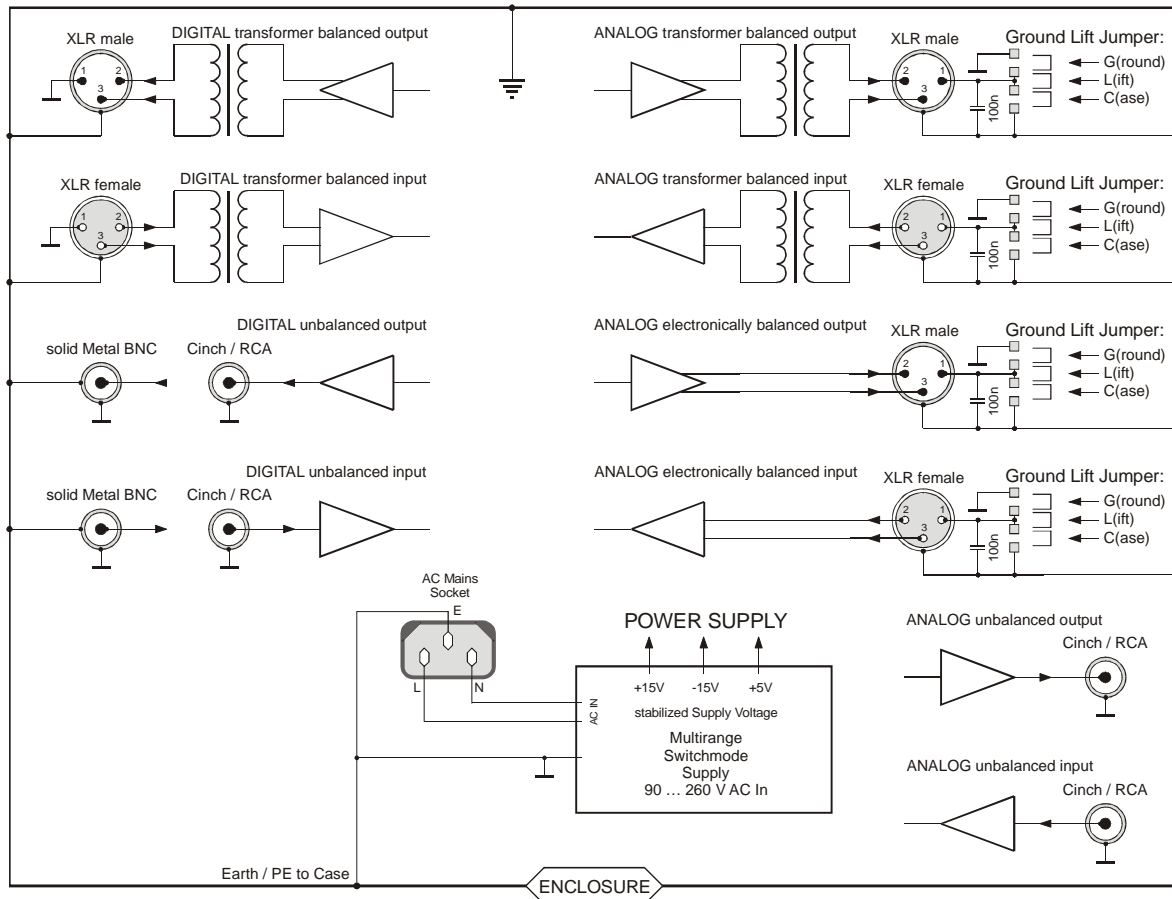 DIGITAL transformer balanced output
XLR male
1
2
3
ANALOG transformer balanced output
XLR male
2
1
3
100n
Ground Lift Jumper:
G(round)
L(ift)
C(ase)
DIGITAL transformer balanced input
XLR female
1
2
3
ANALOG transformer balanced input
XLR female
2
1
3
100n
Ground Lift Jumper:
G(round)
L(ift)
C(ase)
DIGITAL unbalanced output
solid Metal BNC
Cinch / RCA
ANALOG electronically balanced output
XLR male
2
1
3
100n
Ground Lift Jumper:
G(round)
L(ift)
C(ase)
DIGITAL unbalanced input
solid Metal BNC
Cinch / RCA
ANALOG electronically balanced input
XLR female
2
1
3
100n
Ground Lift Jumper:
G(round)
L(ift)
C(ase)
AC Mains
Socket
E
L
N
POWER SUPPLY
+15V
-15V
+5V
AC IN
stabilized Supply Voltage
Multirange
Switchmode
Supply
90 ... 260 V AC In
ANALOG unbalanced output
Cinch / RCA
ANALOG unbalanced input
Cinch / RCA
Earth / PE to Case
ENCLOSURE